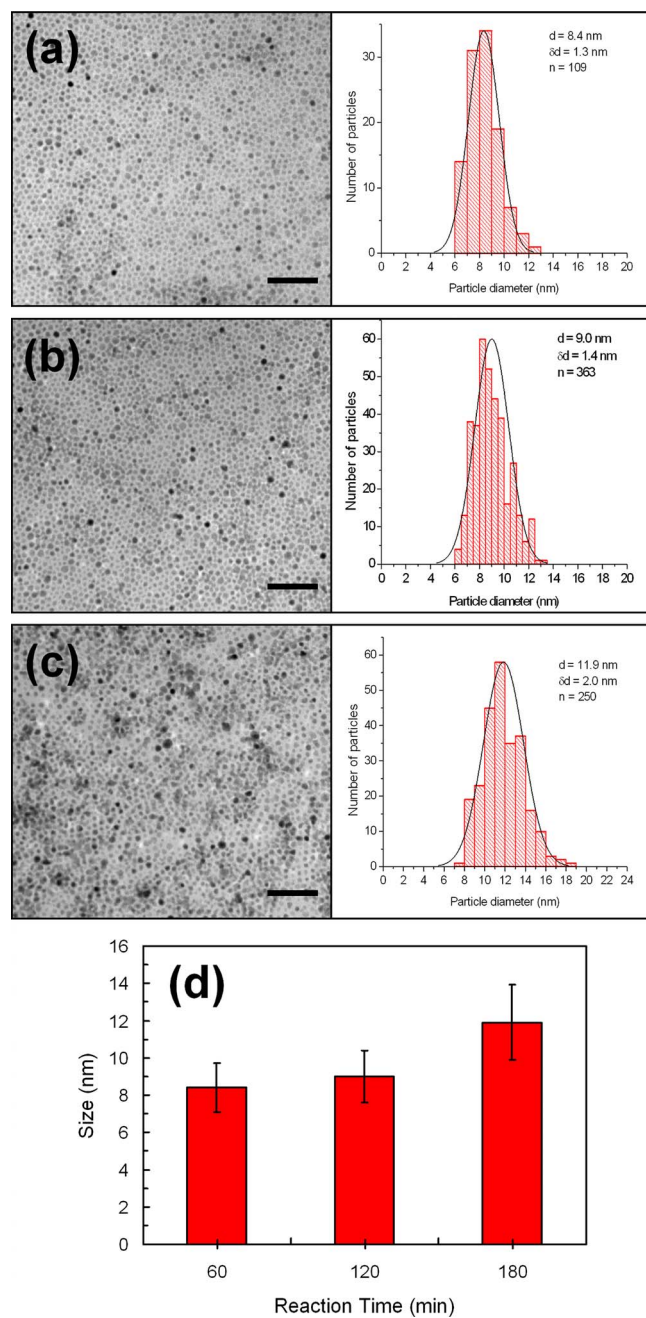 (a)
d = 8.4 nm
δd = 1.3 nm
n = 109
Number of particles
30
20
10
0
0 2 4 6 8 10 12 14 16 18 20
Particle diameter (nm)
(b)
d = 9.0 nm
δd = 1.4 nm
n = 363
Number of particles
60
50
40
30
20
10
0
0 2 4 6 8 10 12 14 16 18 20
Particle diameter (nm)
(c)
d = 11.9 nm
δd = 2.0 nm
n = 250
Number of particles
60
50
40
30
20
10
0
0 2 4 6 8 10 12 14 16 18 20 22 24
Particle diameter (nm)
(d)
Size (nm)
16
14
12
10
8
6
4
2
0
60 120 180
Reaction Time (min)